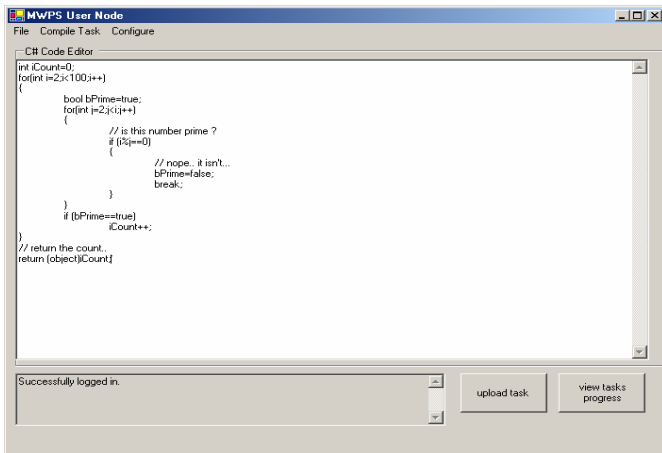 MWPS User Node
File Compile Task Configure
C# Code Editor
int iCount=0;
for(int i=2;i<100;i++)
{
bool bPrime=true;
for(int j=2;j<i;j++)
{
// is this number prime ?
if (i%j==0)
{
// nope.. it isn't...
bPrime=false;
break;
}
}
if (bPrime==true)
iCount++;
}
// return the count..
return (object)iCount;
Successfully logged in.
upload task
view tasks
progress